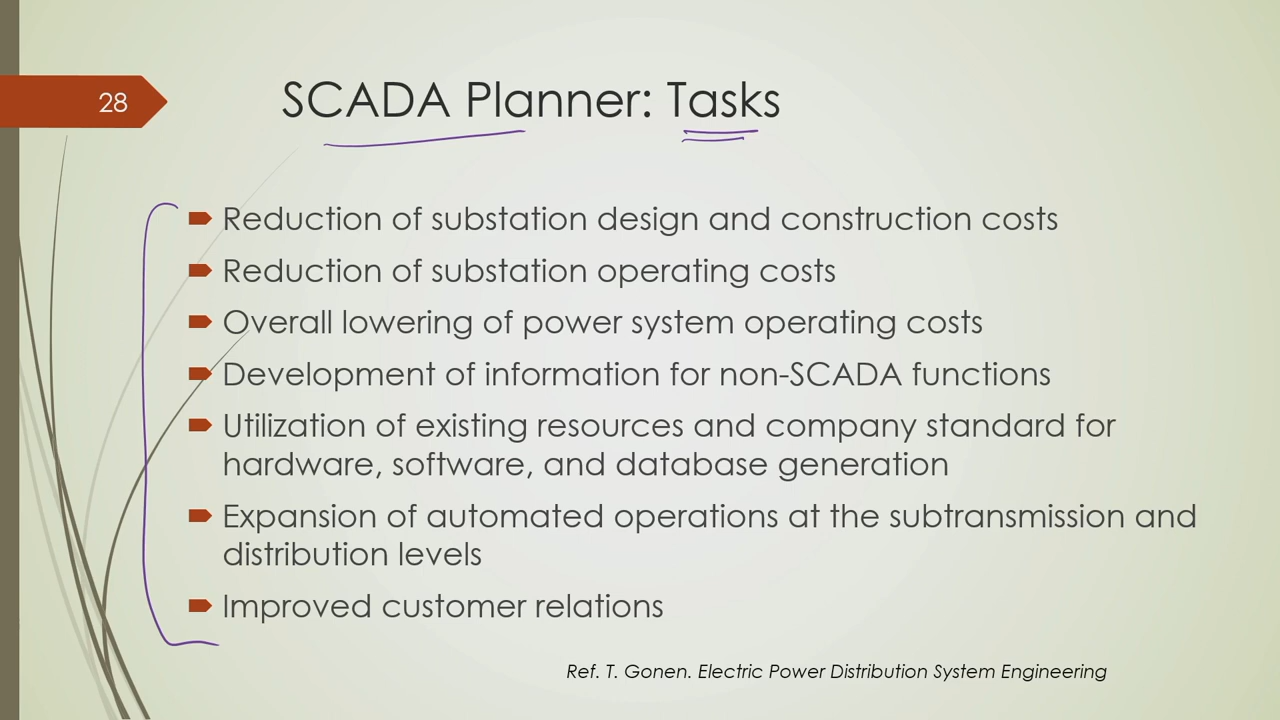 28
SCADA Planner: Tasks
Reduction of substation design and construction costs
Reduction of substation operating costs
Overall lowering of power system operating costs
Development of information for non-SCADA functions
Utilization of existing resources and company standard for
hardware, software, and database generation
Expansion of automated operations at the subtransmission and
distribution levels
Improved customer relations
Ref. T. Gonen. Electric Power Distribution System Engineering